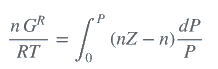 n G^R / RT = ∫_0^P (nZ − n) dP / P